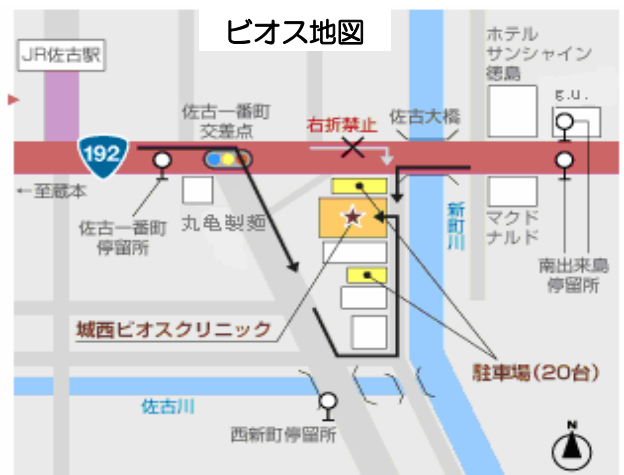 ビオス地図
JR佐古駅
ホテル
サンシャイン
徳島
g.u.
佐古一番町
交差点
右折禁止
佐古大橋
192
←至蔵本
佐古一番町
停留所
丸亀製麺
新町川
マクド
ナルド
南出来島
停留所
城西ビオスクリニック
駐車場(20台)
佐古川
西新町停留所
N